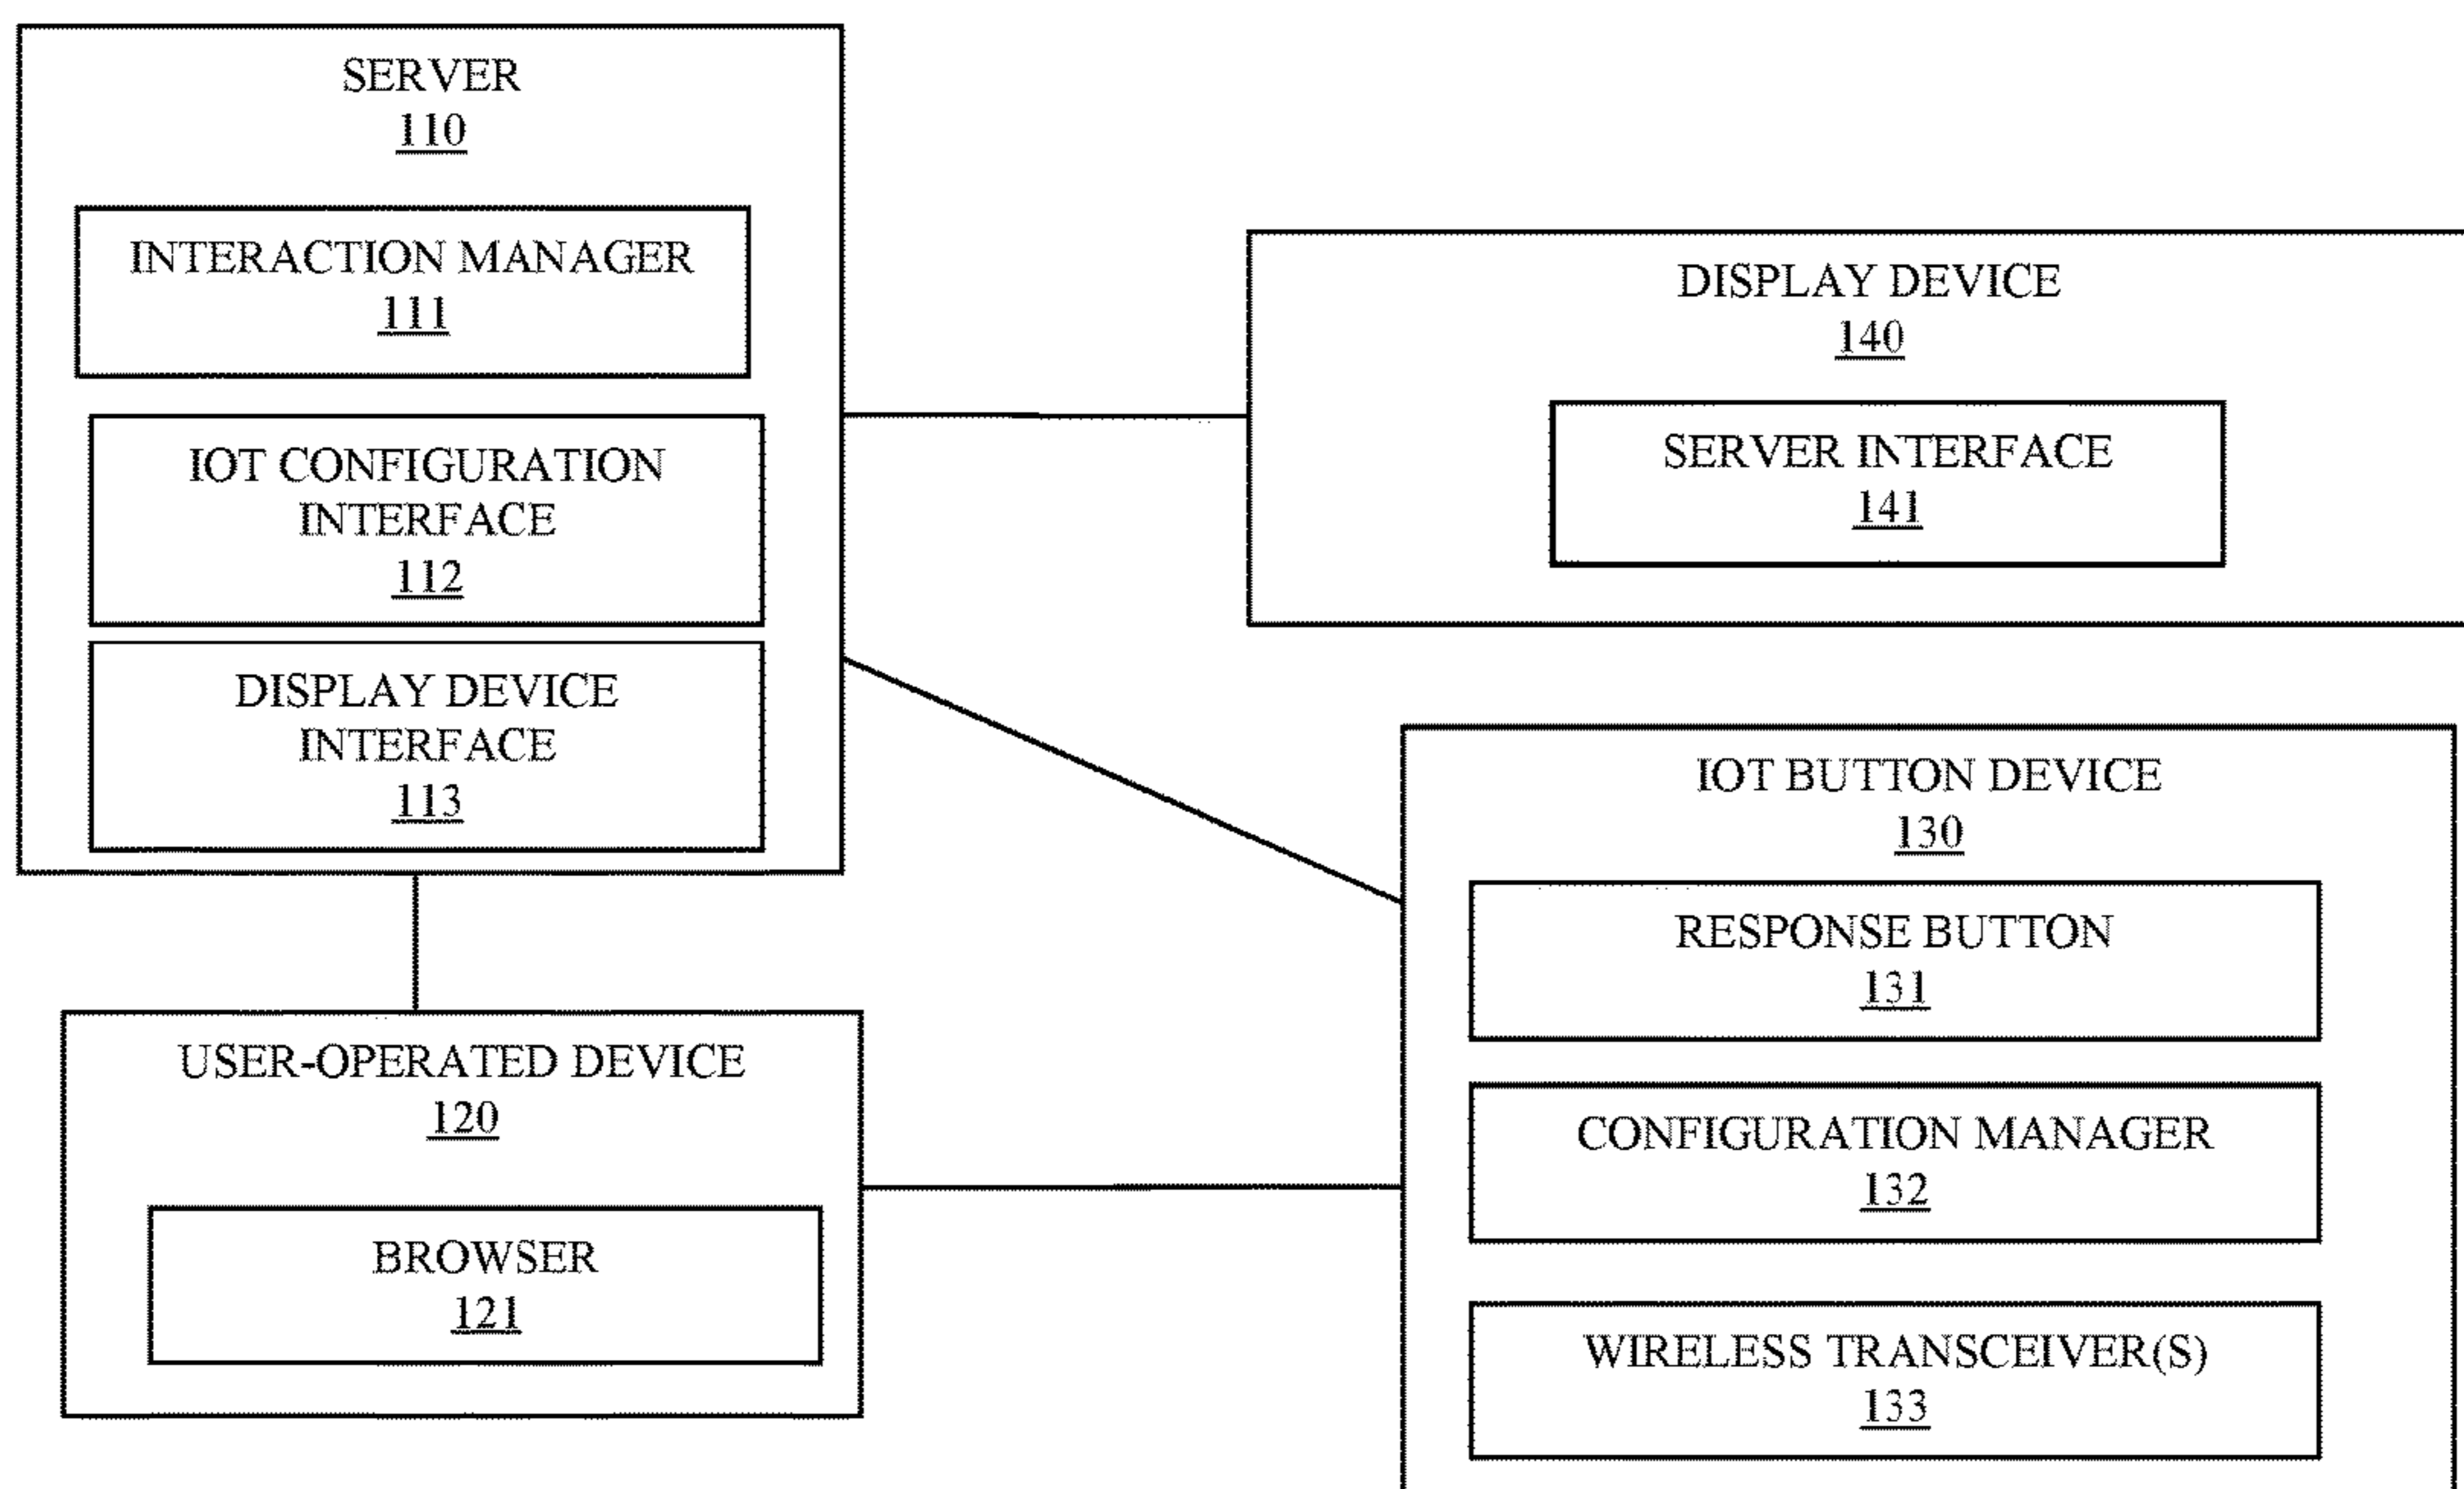 SERVER
110
INTERACTION MANAGER
111
IOT CONFIGURATION
INTERFACE
112
DISPLAY DEVICE
INTERFACE
113
DISPLAY DEVICE
140
SERVER INTERFACE
141
IOT BUTTON DEVICE
130
RESPONSE BUTTON
131
CONFIGURATION MANAGER
132
WIRELESS TRANSCEIVER(S)
133
USER-OPERATED DEVICE
120
BROWSER
121